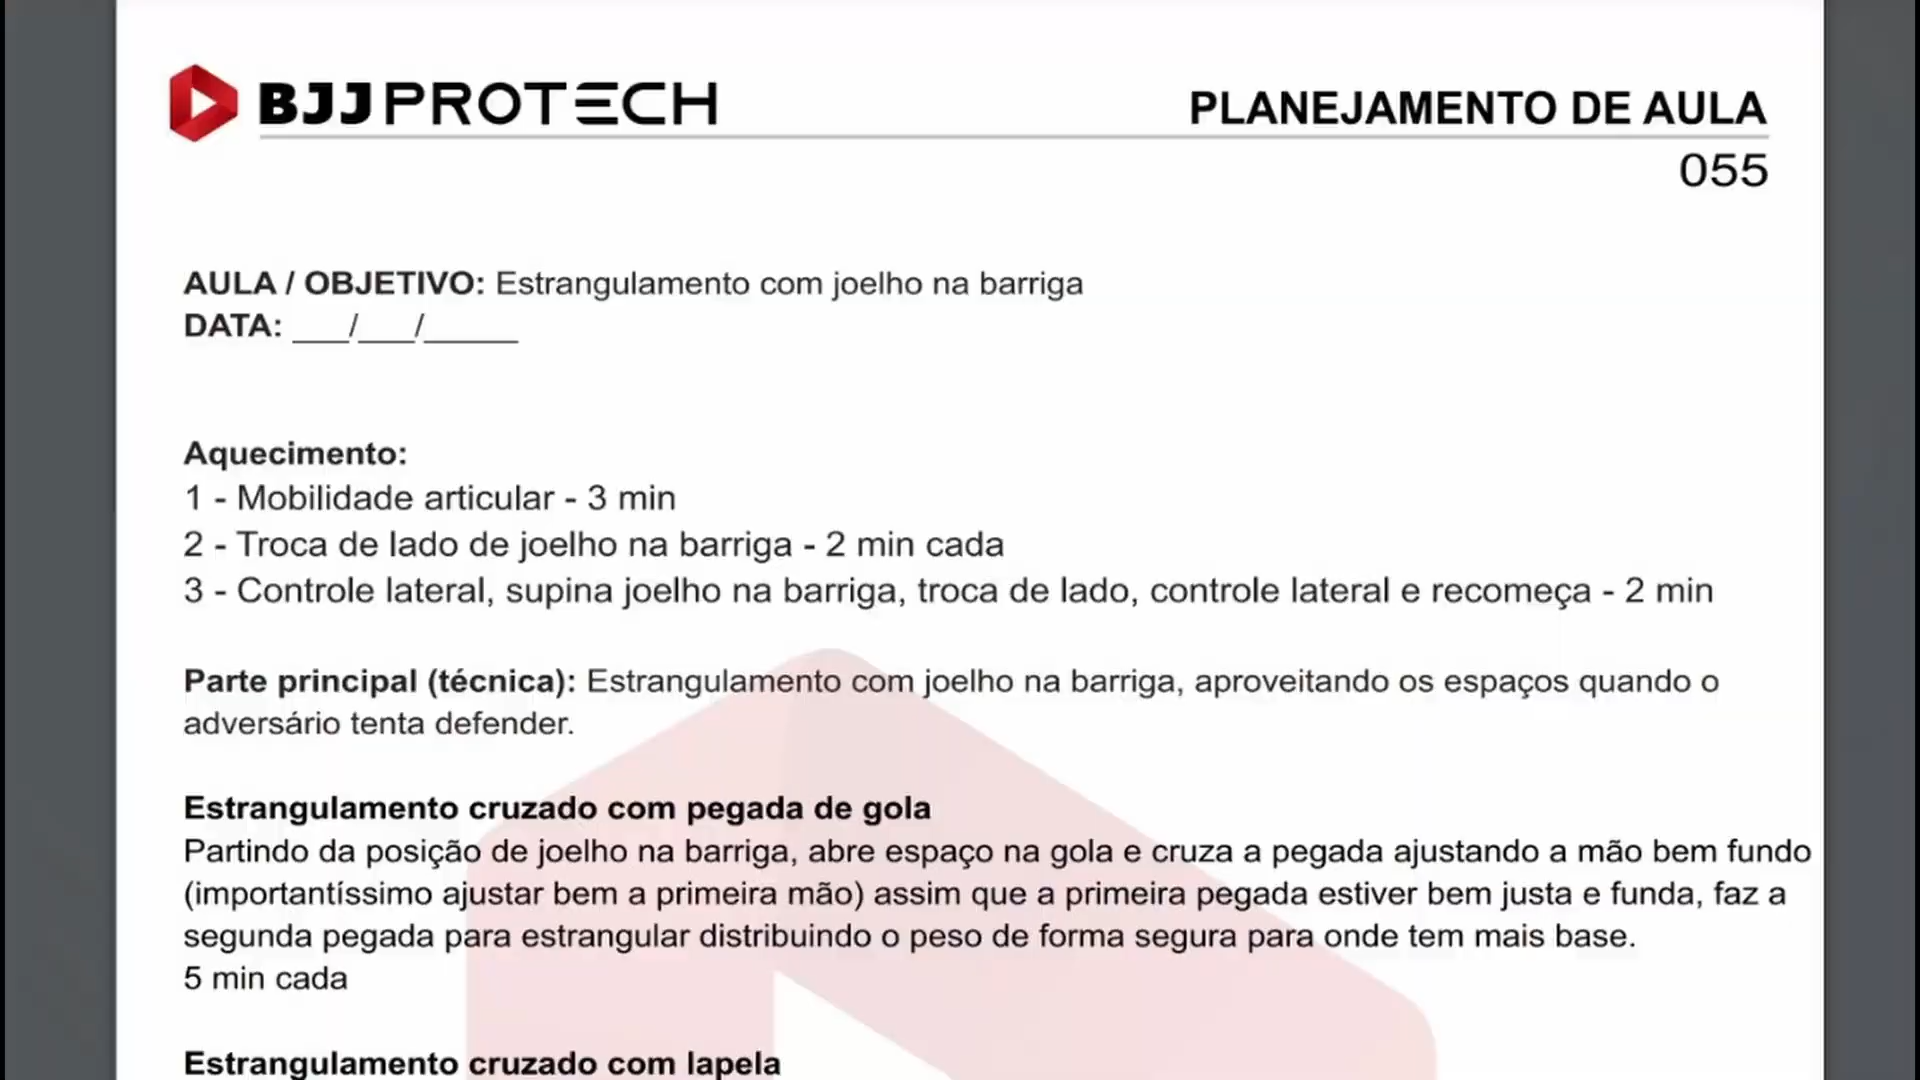 BJJPROTECH
PLANEJAMENTO DE AULA
055
AULA / OBJETIVO: Estrangulamento com joelho na barriga
DATA: ___/___/_____
Aquecimento:
1 - Mobilidade articular - 3 min
2 - Troca de lado de joelho na barriga - 2 min cada
3 - Controle lateral, supina joelho na barriga, troca de lado, controle lateral e recomeça - 2 min
Parte principal (técnica): Estrangulamento com joelho na barriga, aproveitando os espaços quando o
adversário tenta defender.
Estrangulamento cruzado com pegada de gola
Partindo da posição de joelho na barriga, abre espaço na gola e cruza a pegada ajustando a mão bem fundo
(importantíssimo ajustar bem a primeira mão) assim que a primeira pegada estiver bem justa e funda, faz a
segunda pegada para estrangular distribuindo o peso de forma segura para onde tem mais base.
5 min cada
Estrangulamento cruzado com lapela